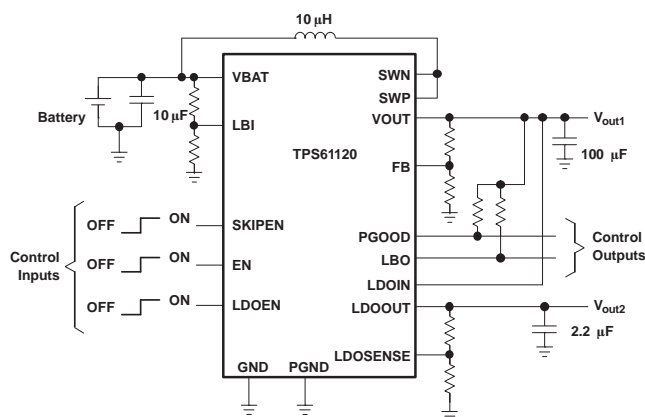 10 μH
VBAT
SWN
SWP
Battery
10 μF
LBI
VOUT
Vout1
TPS61120
100 μF
FB
SKIPEN
OFF
ON
PGOOD
Control
Inputs
OFF
ON
EN
LBO
Control
Outputs
LDOIN
OFF
ON
LDOEN
LDOOUT
Vout2
2.2 μF
LDOSENSE
GND
PGND